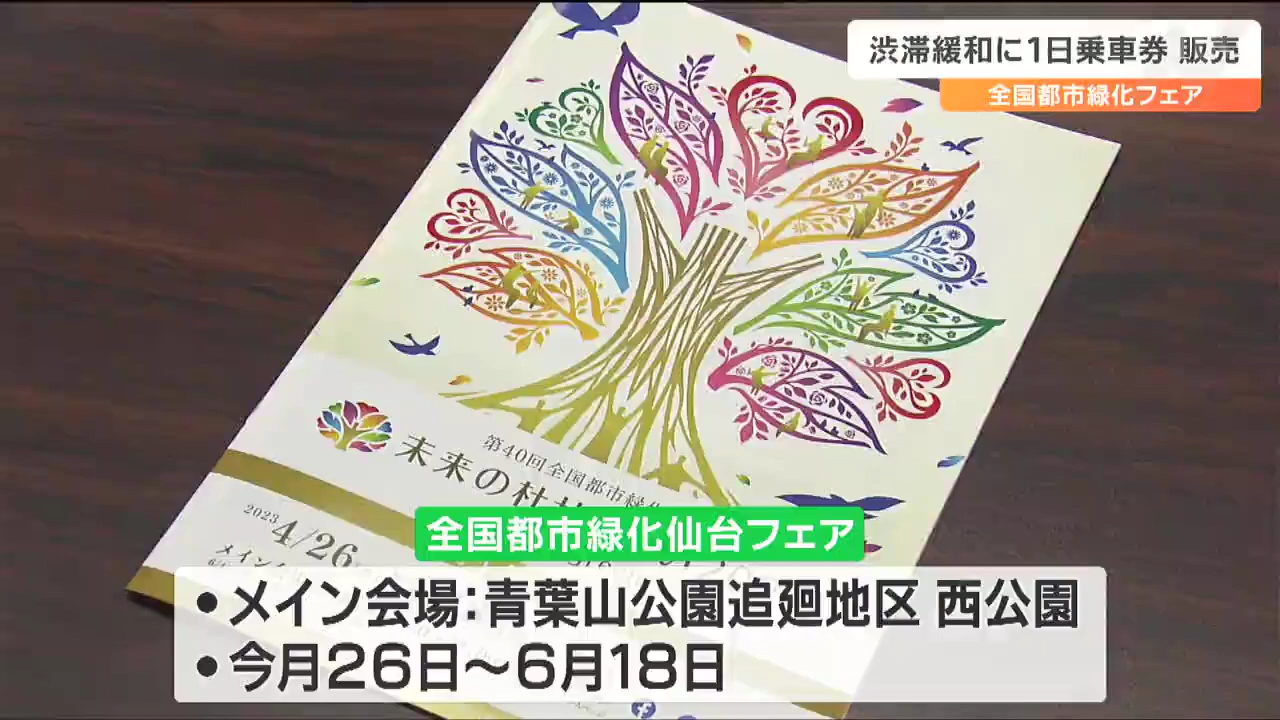 渋滞緩和に1日乗車券 販売
全国都市緑化フェア
第40回全国都市緑化
未来の杜
2023
4/26
メイン
全国都市緑化仙台フェア
• メイン会場：青葉山公園追廻地区 西公園
• 今月26日～6月18日